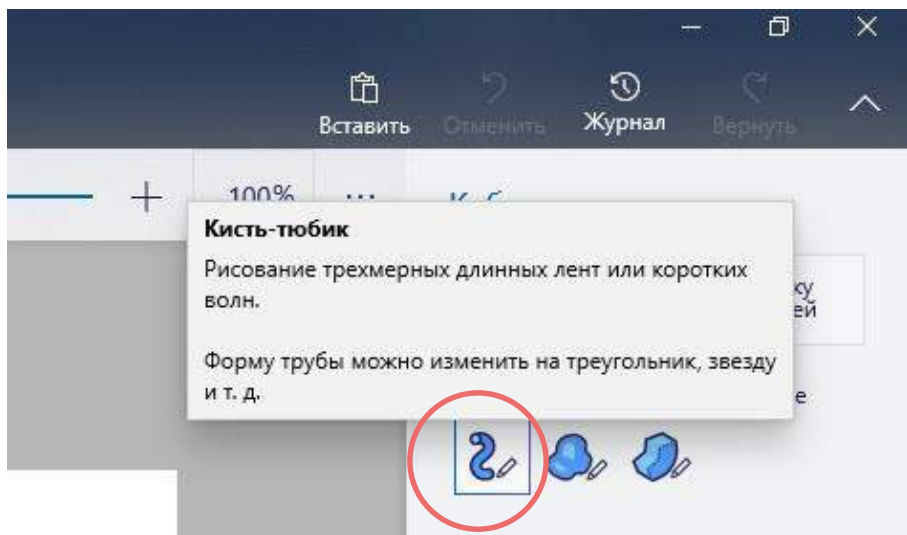 Вставить Отменить Журнал Вернуть
100% ...
Кисть-тюбик
Рисование трехмерных длинных лент или коротких
волн.
Форму трубы можно изменить на треугольник, звезду
и т. д.